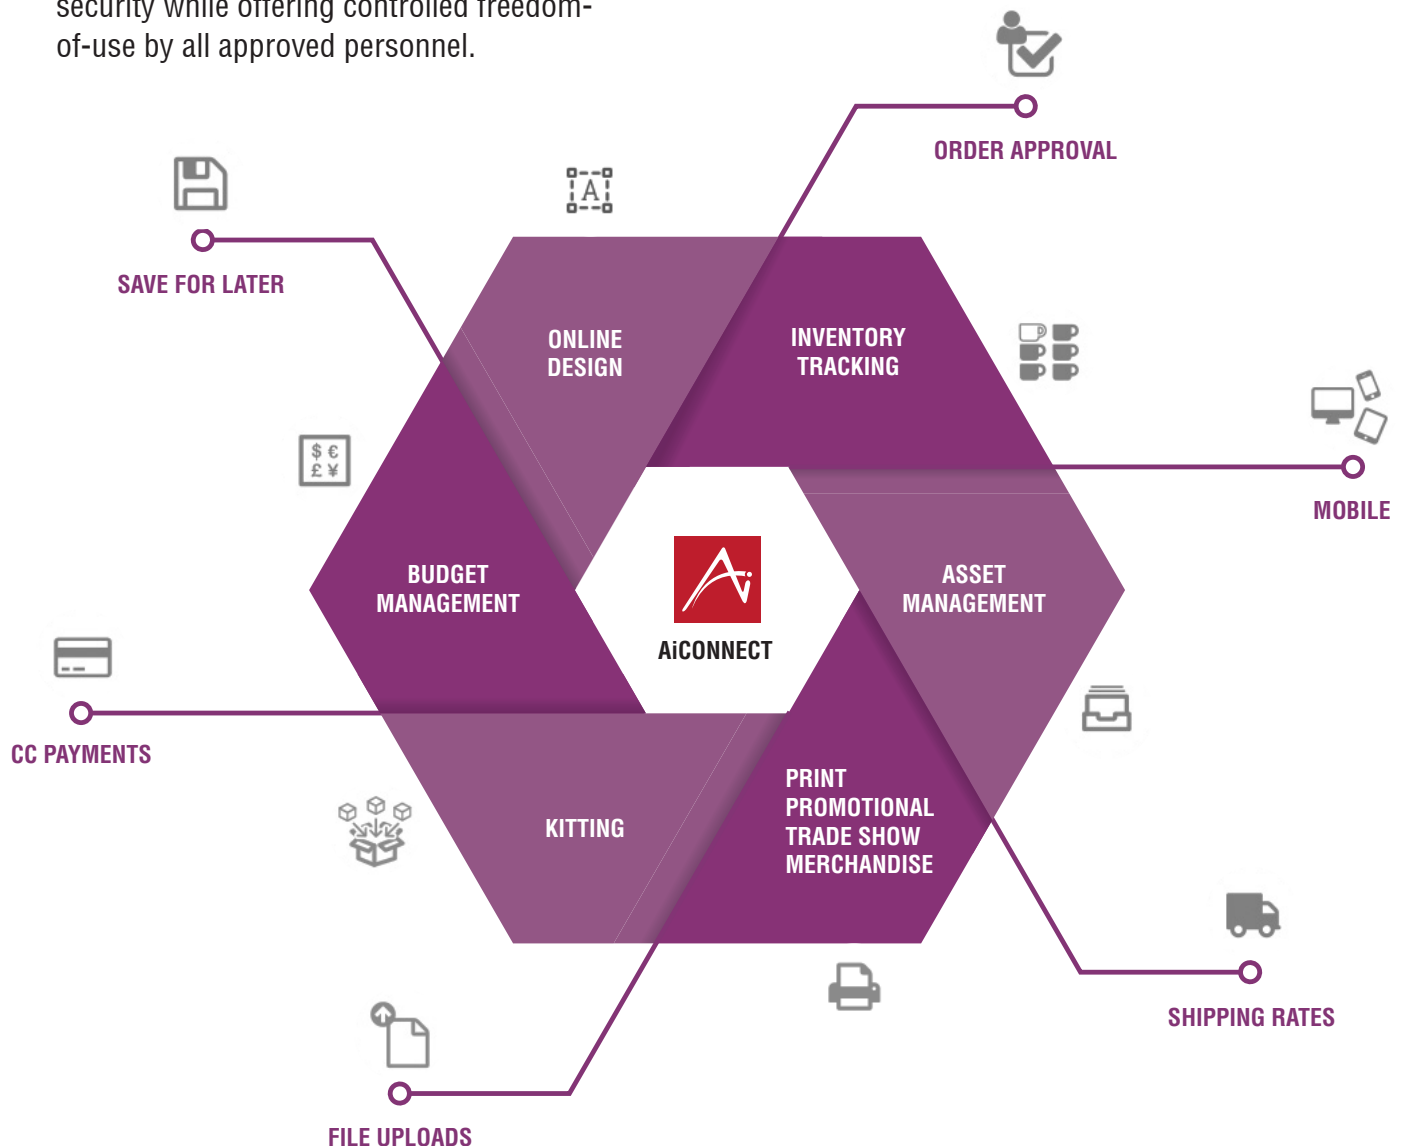 security while offering controlled freedom-
of-use by all approved personnel.
ORDER APPROVAL
SAVE FOR LATER
A
ONLINE
DESIGN
INVENTORY
TRACKING
$ €
£ ¥
MOBILE
BUDGET
MANAGEMENT
ASSET
MANAGEMENT
Ai
AiCONNECT
CC PAYMENTS
KITTING
PRINT
PROMOTIONAL
TRADE SHOW
MERCHANDISE
SHIPPING RATES
FILE UPLOADS